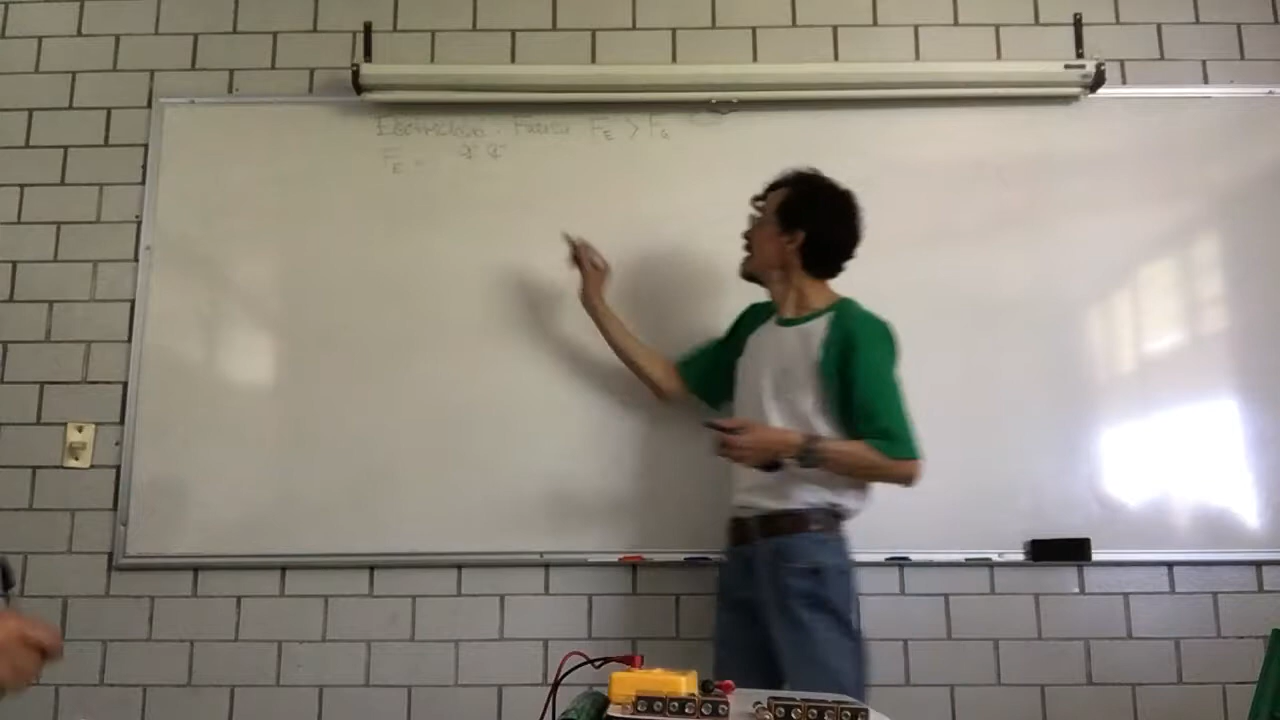 Electricidad. Fuerza F_E > F_G
F_E = q q